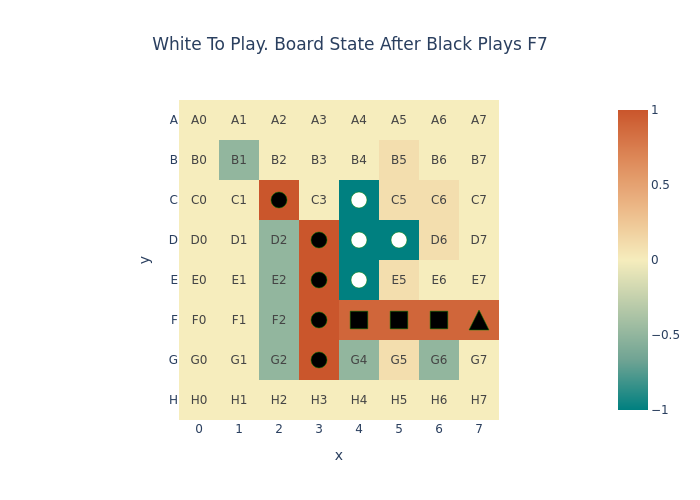 White To Play. Board State After Black Plays F7
A A0 A1 A2 A3 A4 A5 A6 A7
B B0 B1 B2 B3 B4 B5 B6 B7
C C0 C1 C3 C5 C6 C7
D D0 D1 D2 D6 D7
E E0 E1 E2 E5 E6 E7
F F0 F1 F2
G G0 G1 G2 G4 G5 G6 G7
H H0 H1 H2 H3 H4 H5 H6 H7
0 1 2 3 4 5 6 7
x
y
1
0.5
0
−0.5
−1